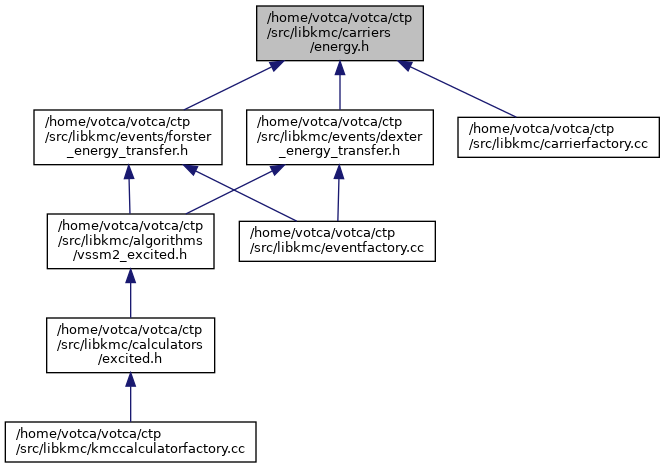 /home/votca/votca/ctp
/src/libkmc/carriers
/energy.h
/home/votca/votca/ctp
/src/libkmc/events/forster
_energy_transfer.h
/home/votca/votca/ctp
/src/libkmc/events/dexter
_energy_transfer.h
/home/votca/votca/ctp
/src/libkmc/carrierfactory.cc
/home/votca/votca/ctp
/src/libkmc/algorithms
/vssm2_excited.h
/home/votca/votca/ctp
/src/libkmc/eventfactory.cc
/home/votca/votca/ctp
/src/libkmc/calculators
/excited.h
/home/votca/votca/ctp
/src/libkmc/kmccalculatorfactory.cc